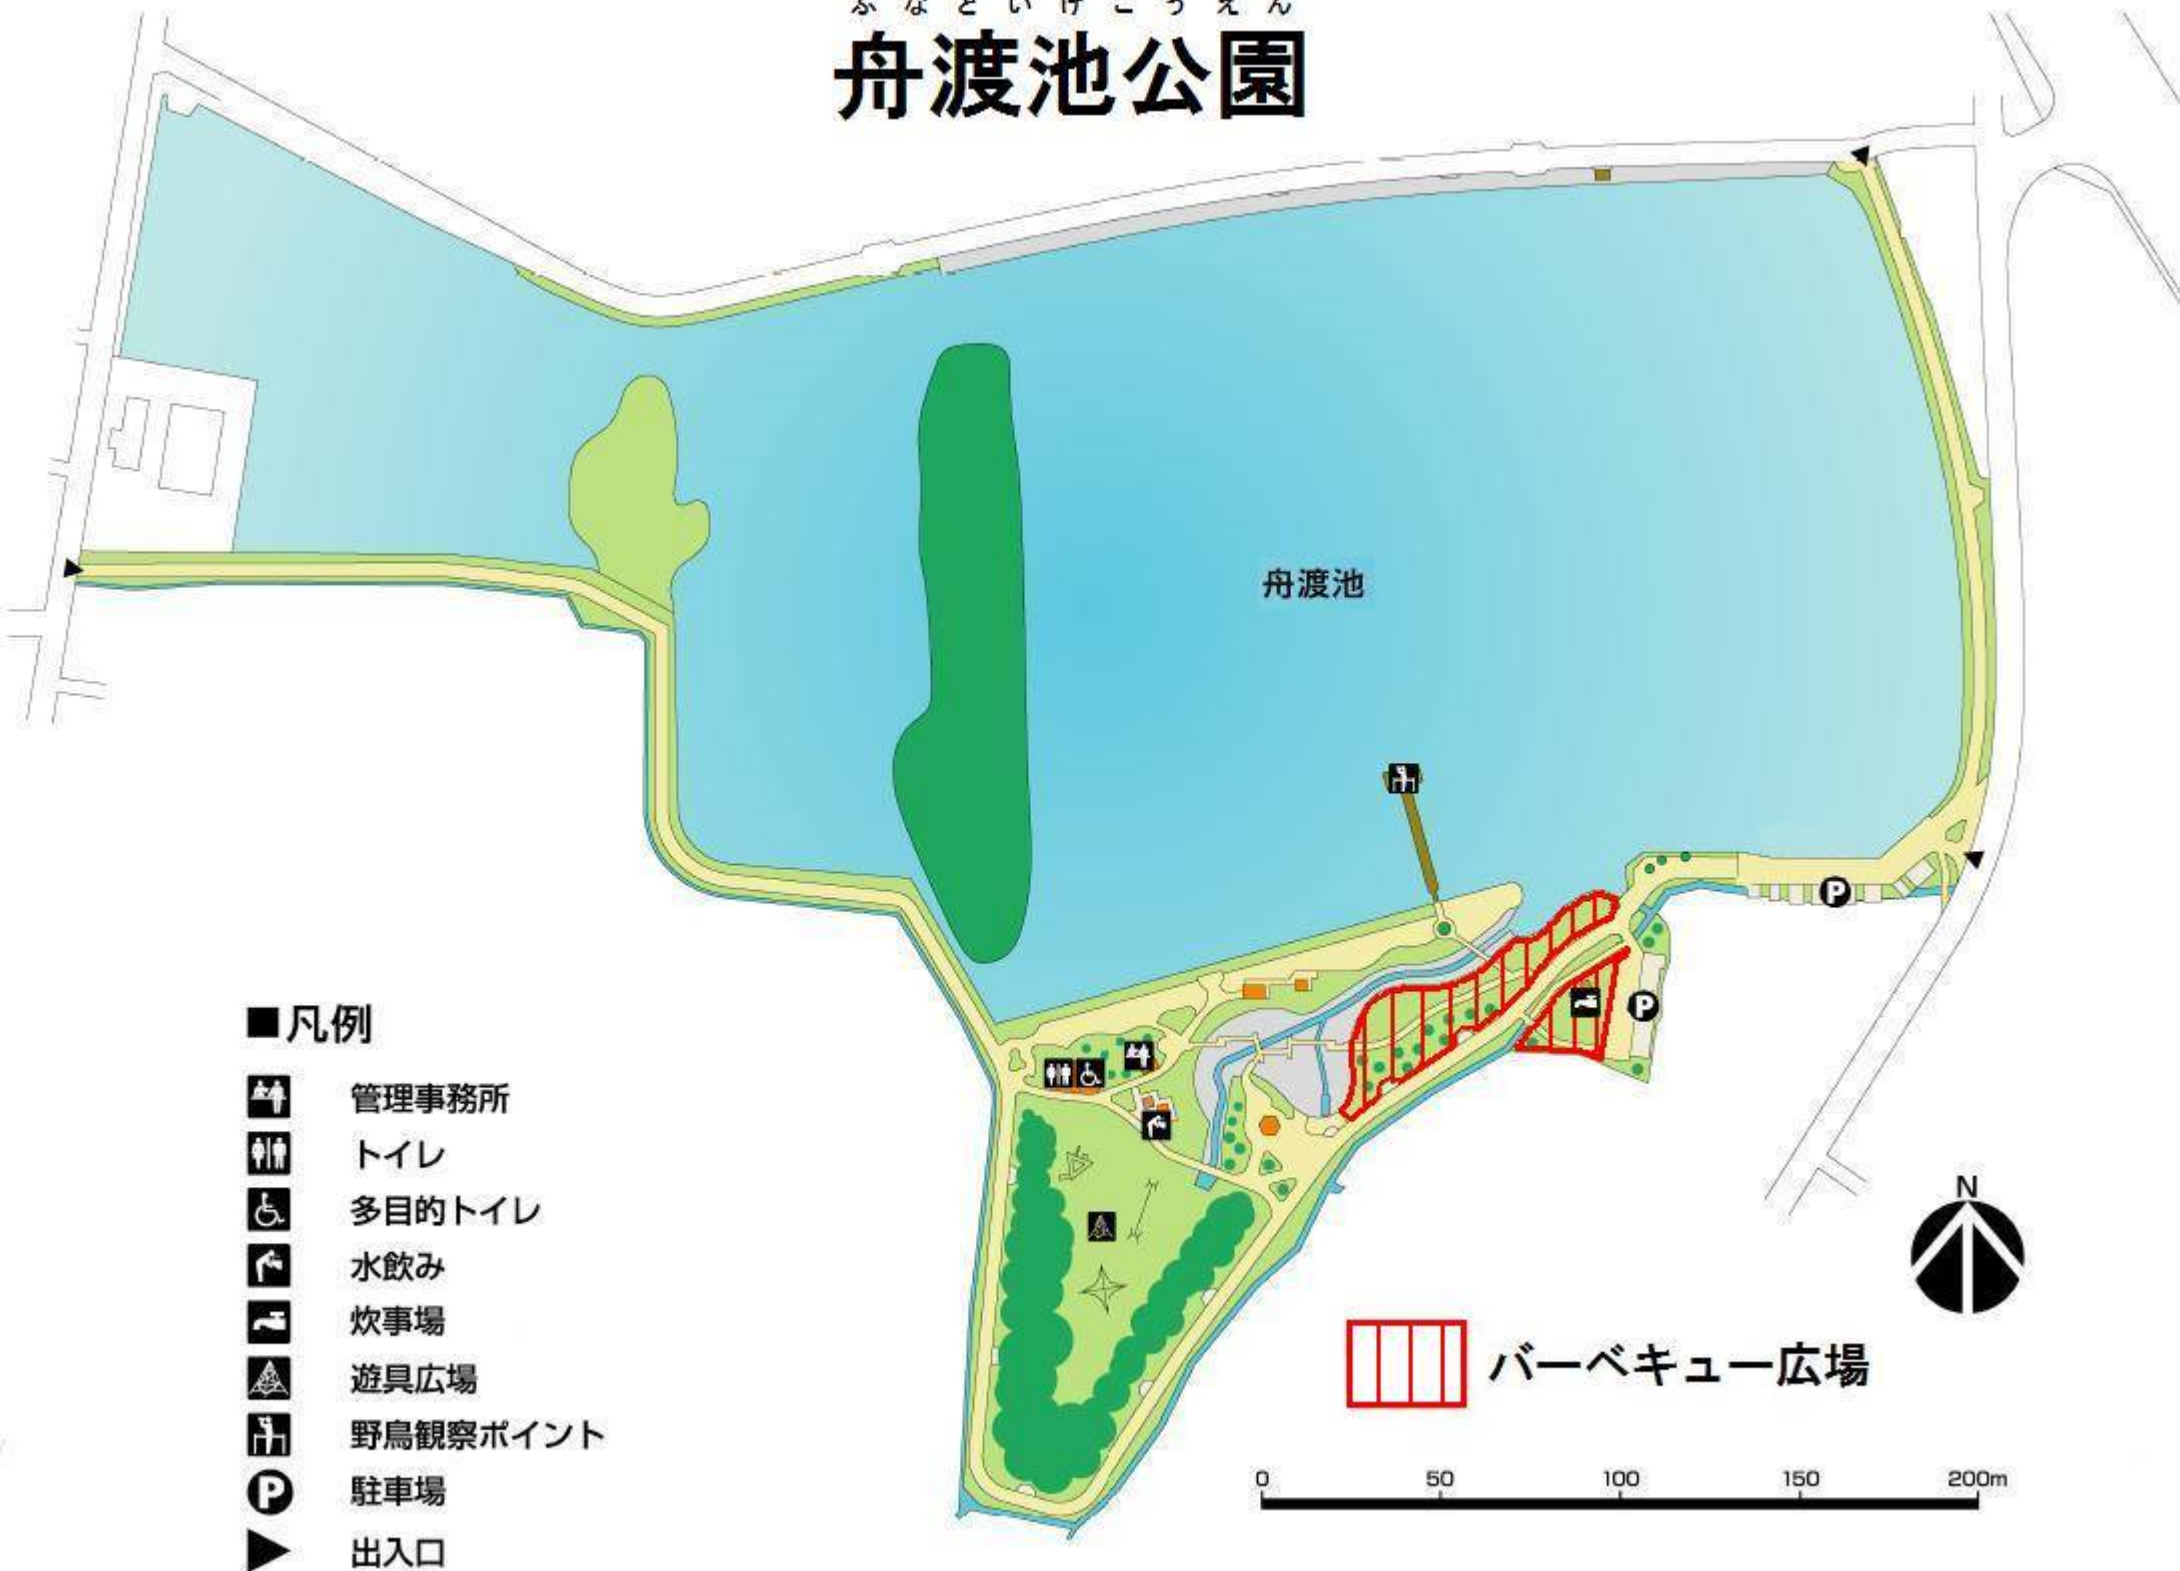 ふなどいけこうえん
舟渡池公園
舟渡池
P
P
■凡例
管理事務所
トイレ
多目的トイレ
水飲み
炊事場
遊具広場
野鳥観察ポイント
P 駐車場
出入口
N
バーベキュー広場
0 50 100 150 200m